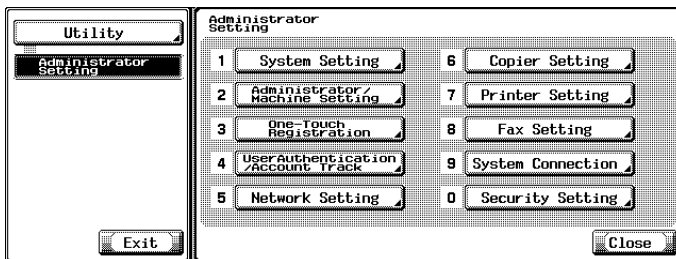 Utility
Administrator
Setting
Exit
Administrator
Setting
1 System Setting
2 Administrator/
Machine Setting
3 One-Touch
Registration
4 UserAuthentication
/Account Track
5 Network Setting
6 Copier Setting
7 Printer Setting
8 Fax Setting
9 System Connection
0 Security Setting
Close